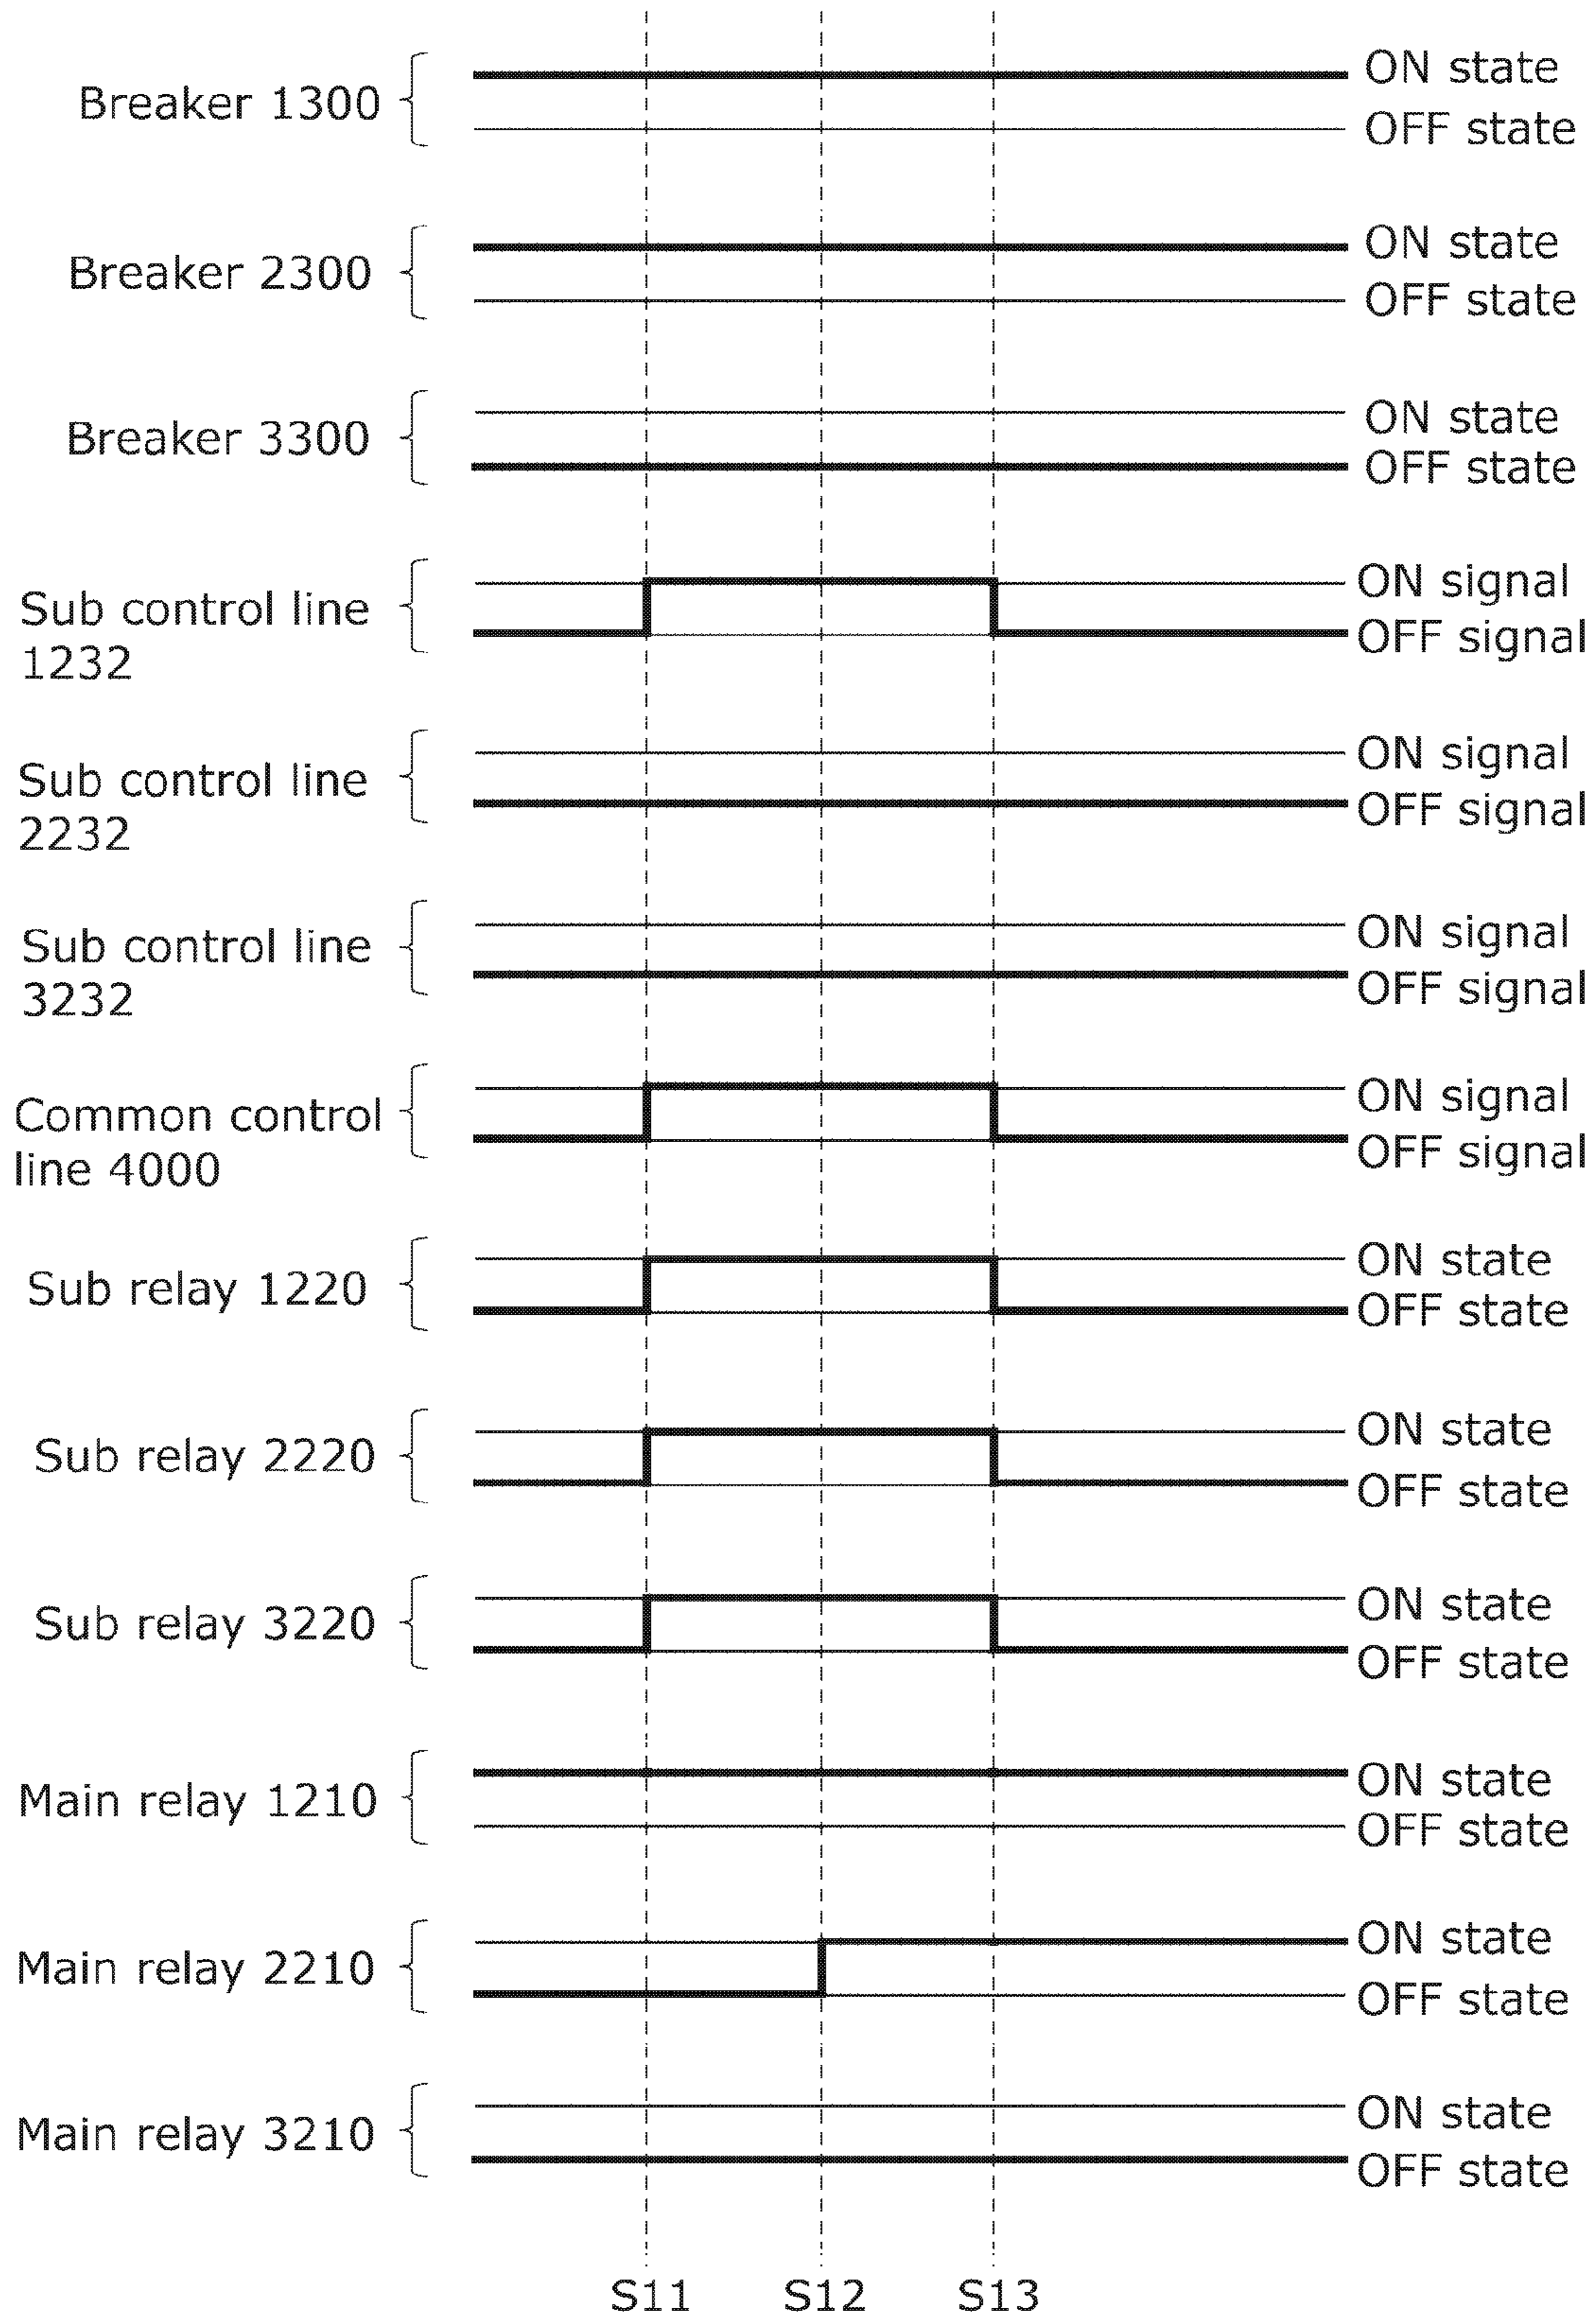 Breaker 1300
ON state
OFF state
Breaker 2300
ON state
OFF state
Breaker 3300
ON state
OFF state
Sub control line
1232
ON signal
OFF signal
Sub control line
2232
ON signal
OFF signal
Sub control line
3232
ON signal
OFF signal
Common control
line 4000
ON signal
OFF signal
Sub relay 1220
ON state
OFF state
Sub relay 2220
ON state
OFF state
Sub relay 3220
ON state
OFF state
Main relay 1210
ON state
OFF state
Main relay 2210
ON state
OFF state
Main relay 3210
ON state
OFF state
S11 S12 S13